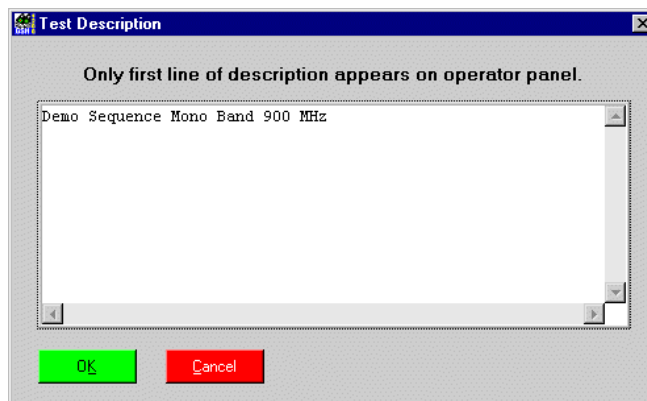 Test Description
Only first line of description appears on operator panel.
Demo Sequence Mono Band 900 MHz
OK
Cancel